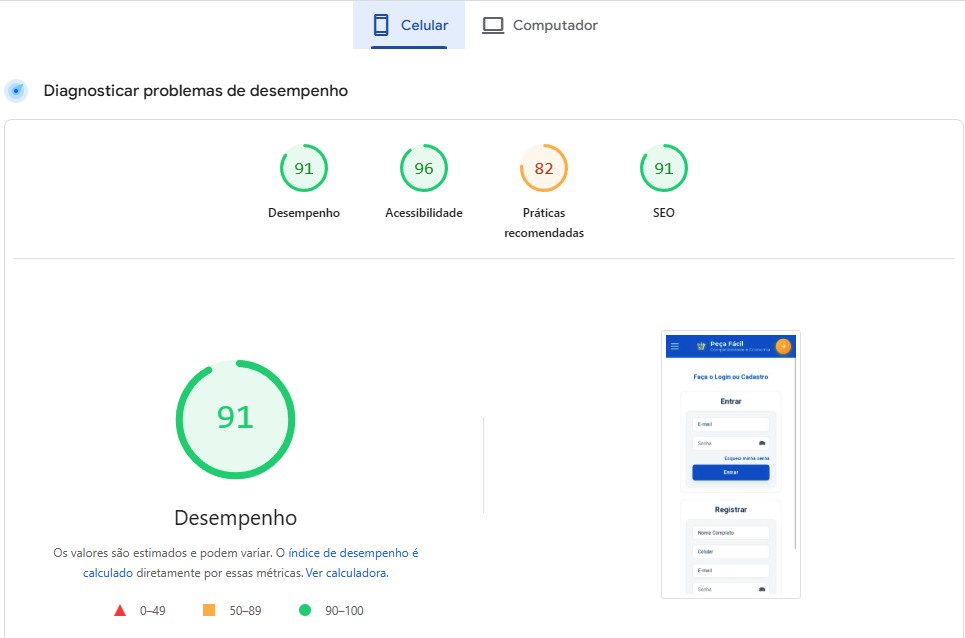 Celular
Computador
Diagnosticar problemas de desempenho
91
96
82
91
Desempenho
Acessibilidade
Práticas
recomendadas
SEO
91
Desempenho
Os valores são estimados e podem variar. O índice de desempenho é
calculado diretamente por essas métricas. Ver calculadora.
0–49
50–89
90–100
Peça Fácil
Faça o Login ou Cadastro
Entrar
E-mail
Senha
Esqueci minha senha
Entrar
Registrar
Nome Completo
Celular
E-mail
Senha